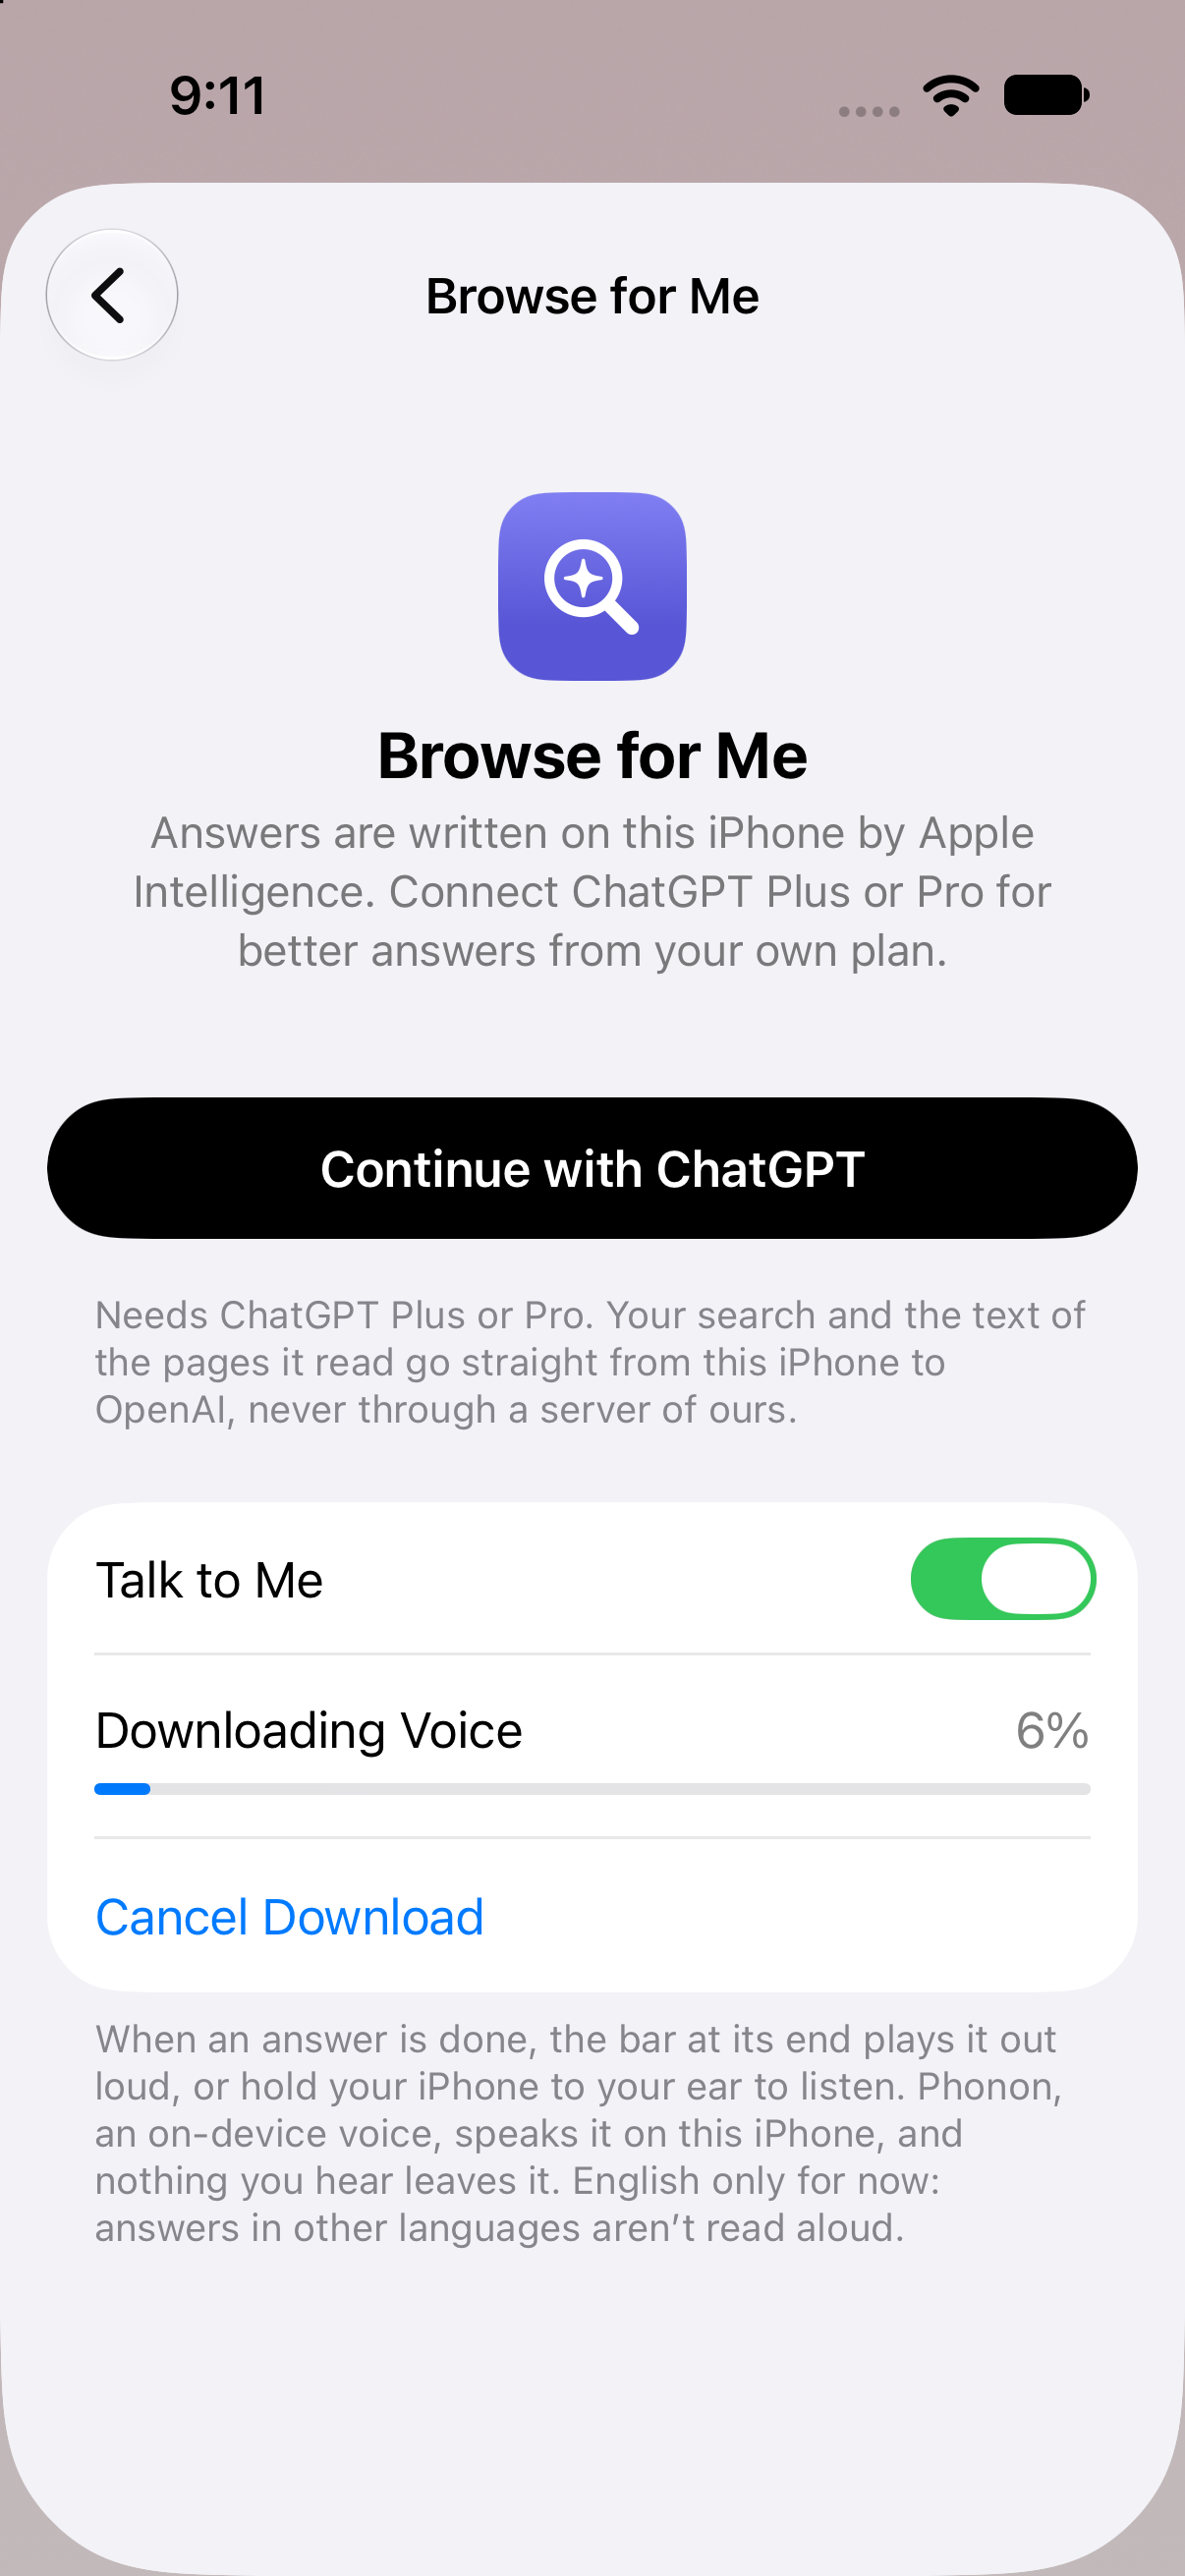 9:11
Browse for Me
Browse for Me
Answers are written on this iPhone by Apple
Intelligence. Connect ChatGPT Plus or Pro for
better answers from your own plan.
Continue with ChatGPT
Needs ChatGPT Plus or Pro. Your search and the text of
the pages it read go straight from this iPhone to
OpenAI, never through a server of ours.
Talk to Me
Downloading Voice 6%
Cancel Download
When an answer is done, the bar at its end plays it out
loud, or hold your iPhone to your ear to listen. Phonon,
an on-device voice, speaks it on this iPhone, and
nothing you hear leaves it. English only for now:
answers in other languages aren’t read aloud.